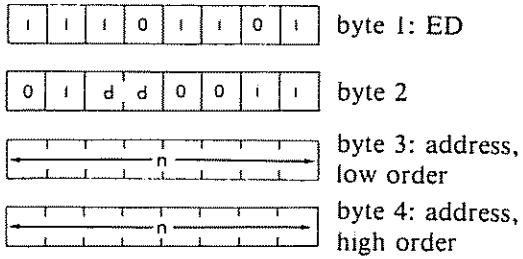 1 1 1 0 1 1 0 1 byte 1: ED
0 1 d d 0 0 1 1 byte 2
n byte 3: address,
low order
n byte 4: address,
high order